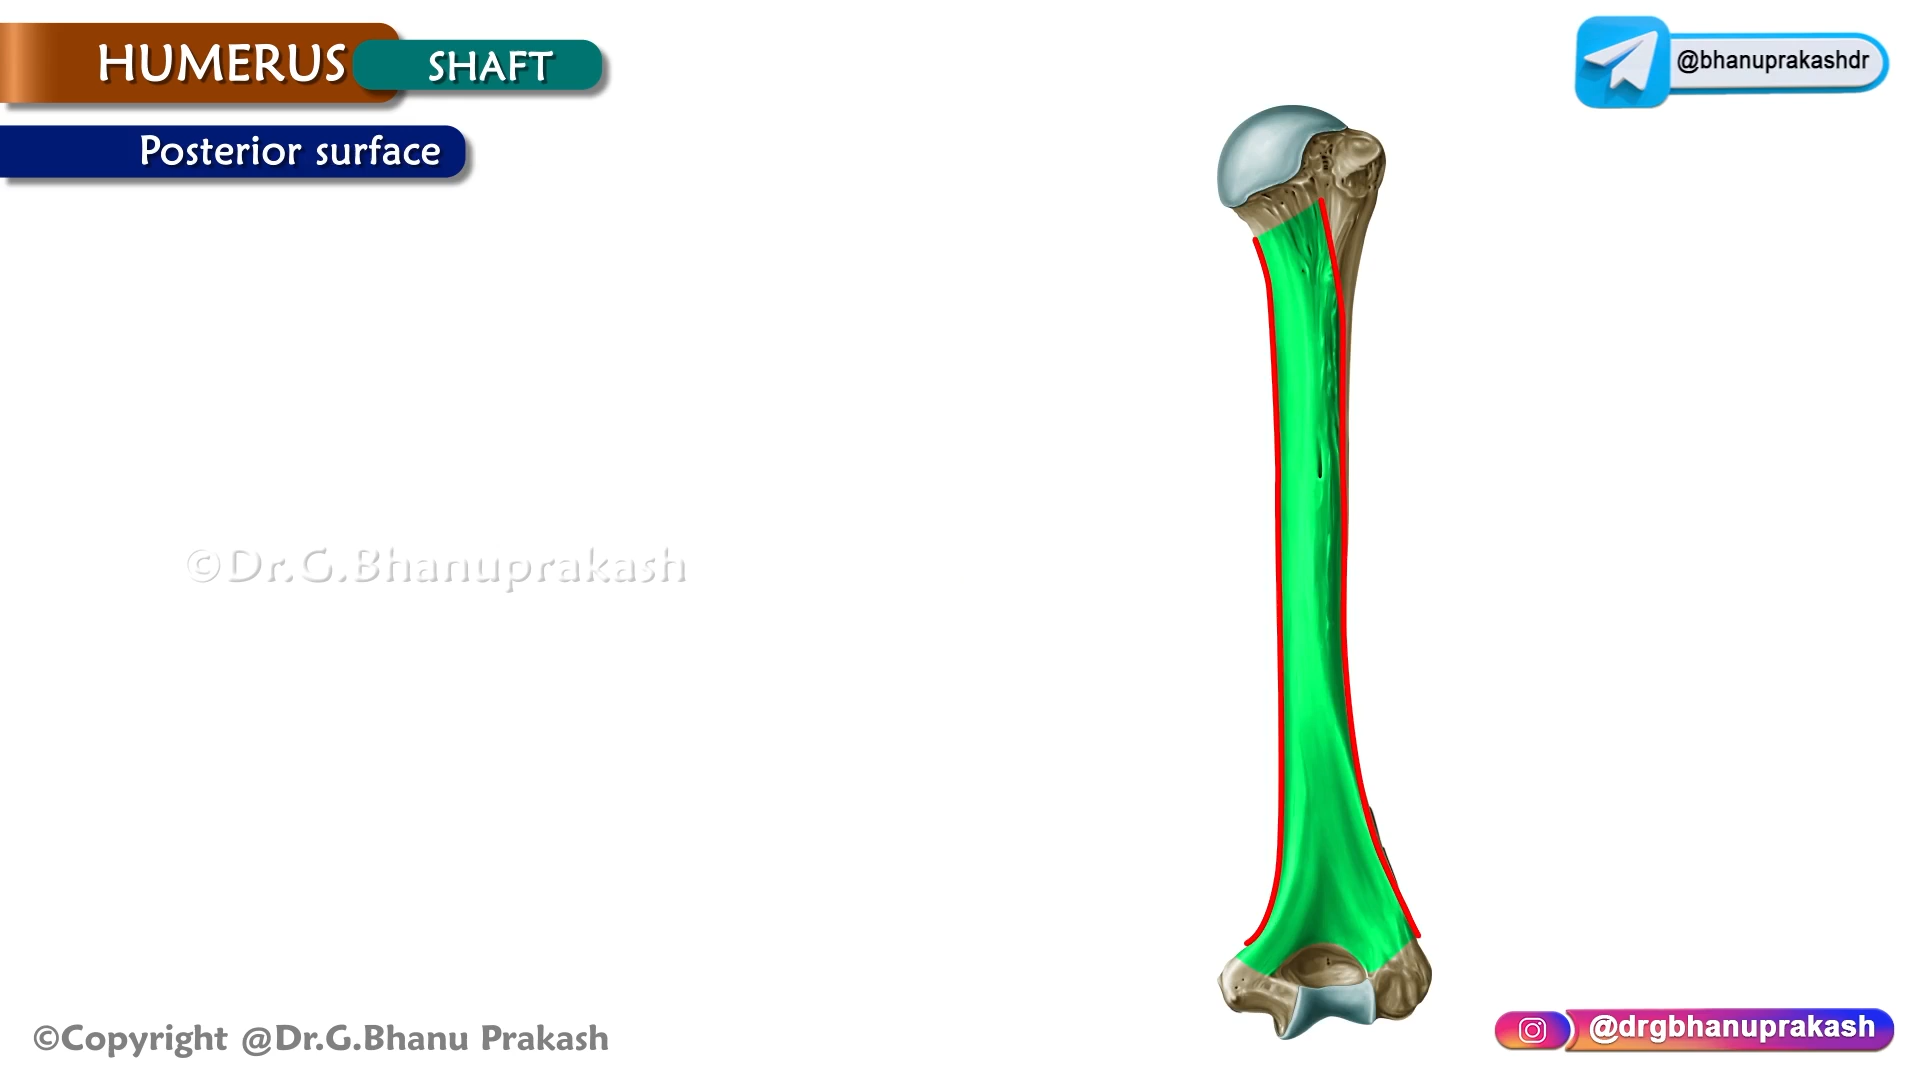 HUMERUS
SHAFT
@bhanuprakashdr
Posterior surface
©Dr.G.Bhanuprakash
©Copyright @Dr.G.Bhanu Prakash
@drgbhanuprakash